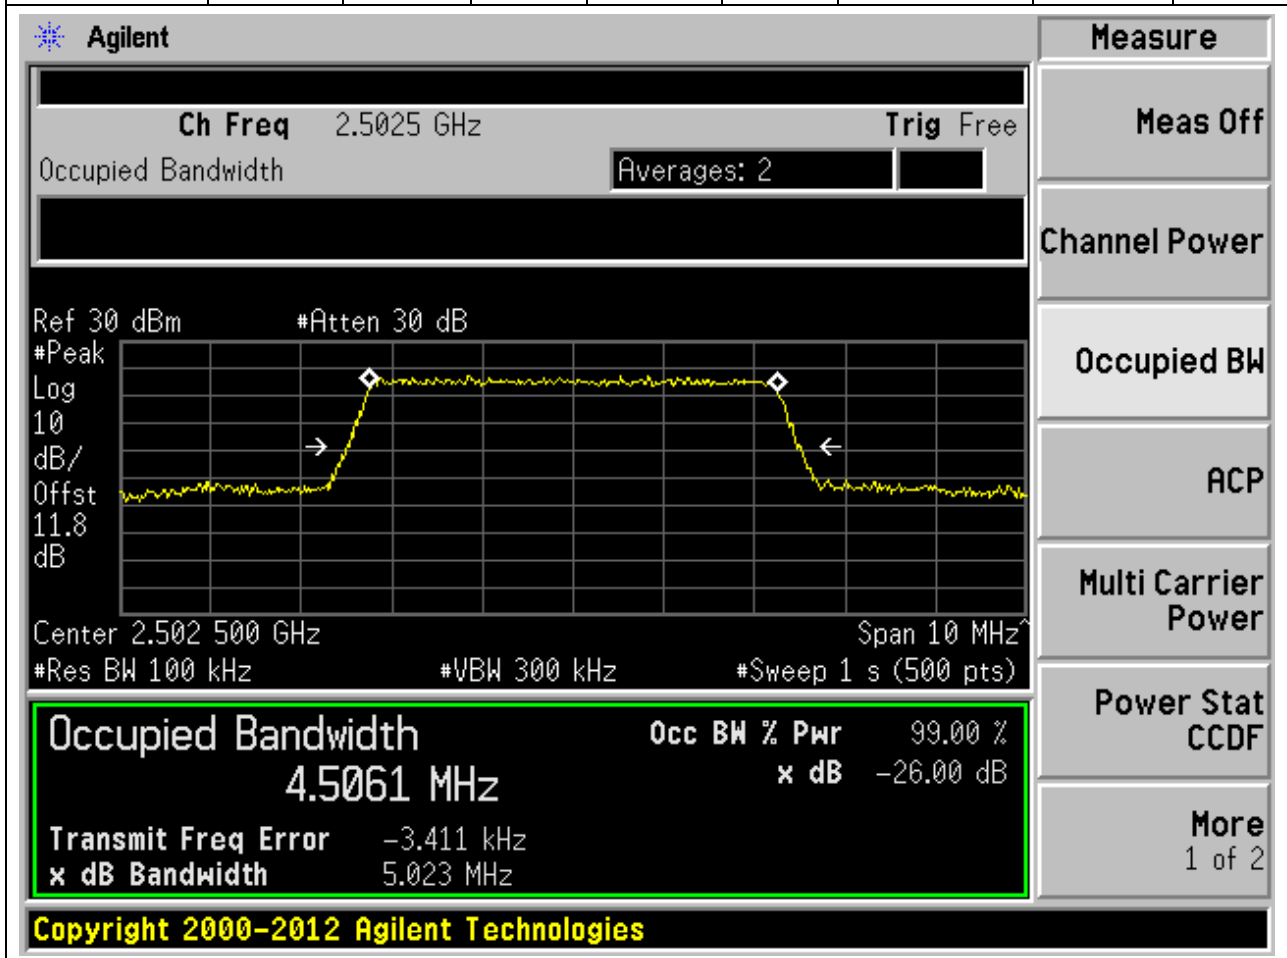 Agilent
Measure
Ch Freq 2.5025 GHz Trig Free
Occupied Bandwidth Averages: 2
Meas Off
Channel Power
Occupied BW
ACP
Multi Carrier
Power
Power Stat
CCDF
More
1 of 2
Ref 30 dBm #Atten 30 dB
#Peak
Log
10
dB/
Offst
11.8
dB
Center 2.502 500 GHz Span 10 MHz^
#Res BW 100 kHz #VBW 300 kHz #Sweep 1 s (500 pts)
Occupied Bandwidth Occ BW % Pwr 99.00 %
4.5061 MHz x dB -26.00 dB
Transmit Freq Error -3.411 kHz
x dB Bandwidth 5.023 MHz
Copyright 2000-2012 Agilent Technologies